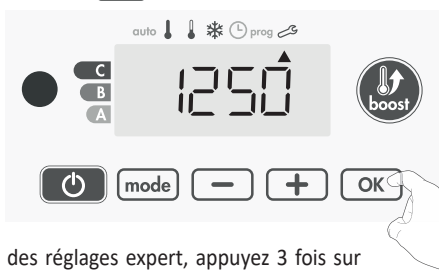 auto prog
C
B
A
1250
boost
mode − + OK
des réglages expert, appuyez 3 fois sur